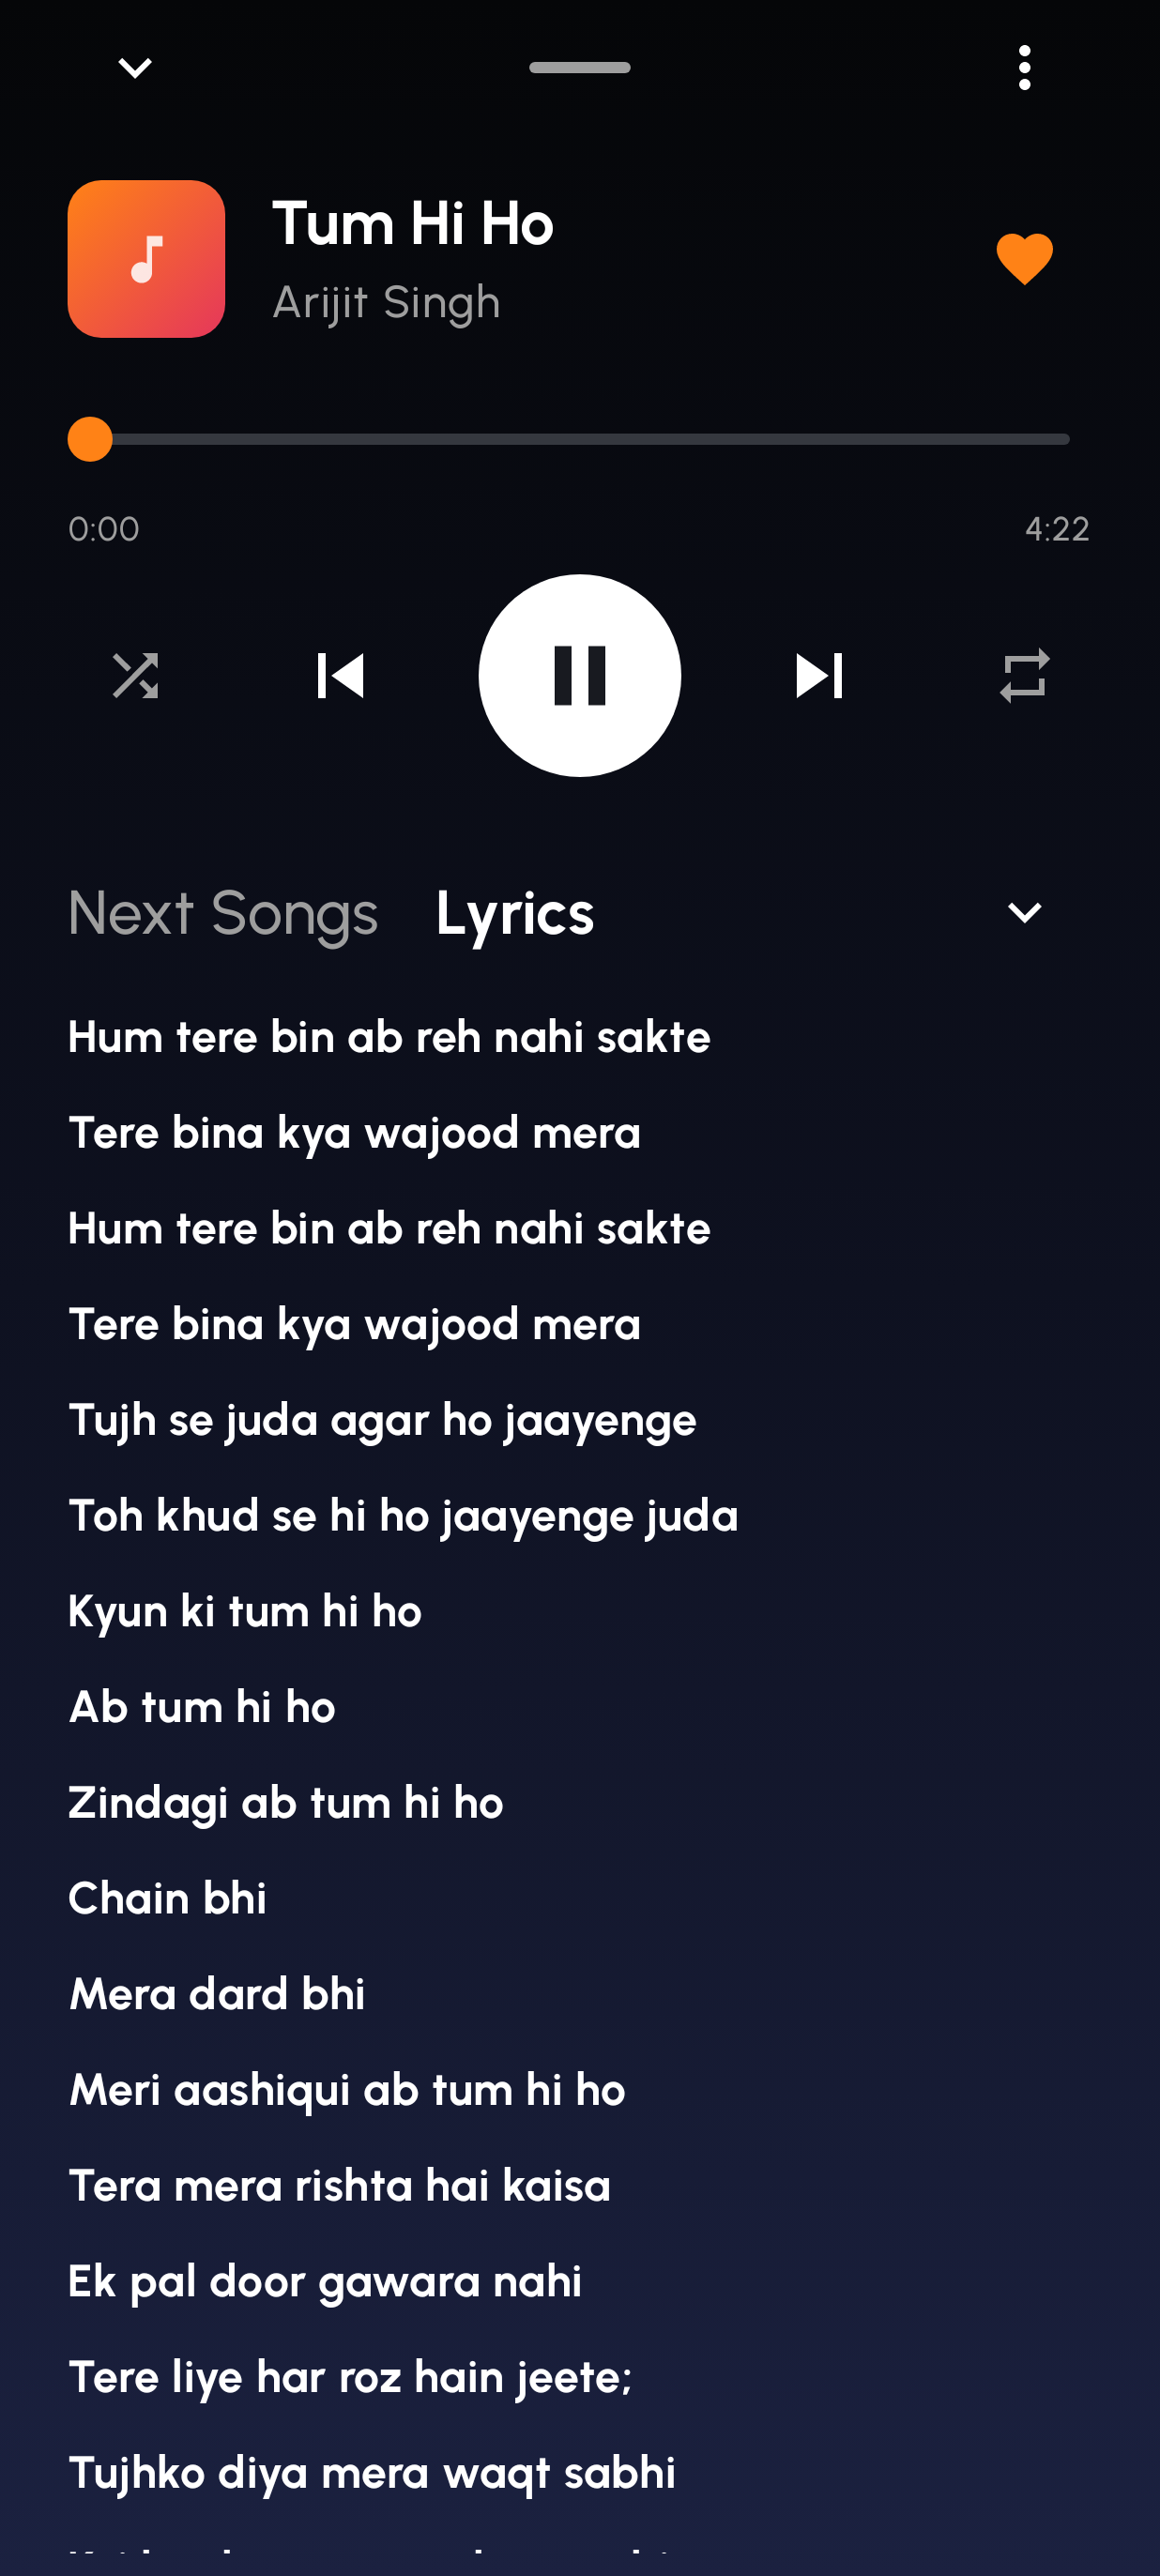 Tum Hi Ho
Arijit Singh
0:00 4:22
Next Songs Lyrics
Hum tere bin ab reh nahi sakte
Tere bina kya wajood mera
Hum tere bin ab reh nahi sakte
Tere bina kya wajood mera
Tujh se juda agar ho jaayenge
Toh khud se hi ho jaayenge juda
Kyun ki tum hi ho
Ab tum hi ho
Zindagi ab tum hi ho
Chain bhi
Mera dard bhi
Meri aashiqui ab tum hi ho
Tera mera rishta hai kaisa
Ek pal door gawara nahi
Tere liye har roz hain jeete;
Tujhko diya mera waqt sabhi